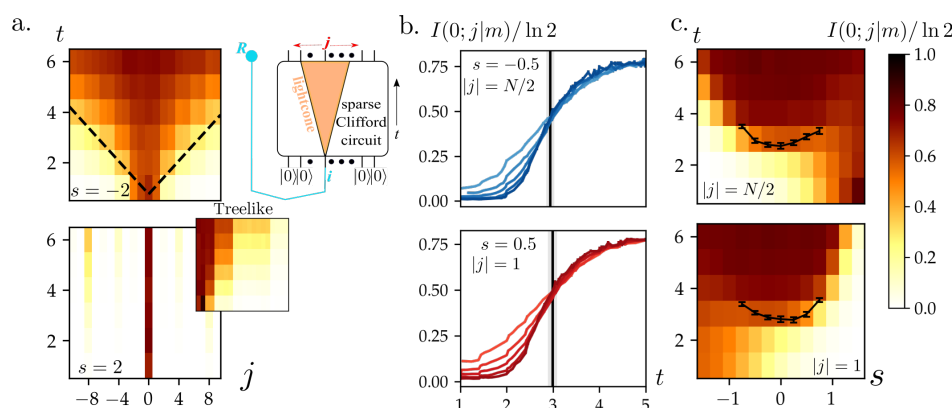 a.
t
6
4
2
s = −2
R
j
|
lightcone
sparse
Clifford
circuit
t
|0⟩|0⟩
i
|0⟩|0⟩
Treelike
6
4
2
s = 2
−8 −4 0 4 8
j
b.
I(0; j|m)/ ln 2
0.75
0.50
0.25
0.00
s = −0.5
|j| = N/2
0.75
0.50
0.25
0.00
s = 0.5
|j| = 1
1 2 3 4 5
t
c.
I(0; j|m)/ ln 2
t
6
4
2
|j| = N/2
6
4
2
|j| = 1
−1 0 1
s
1.0
0.8
0.6
0.4
0.2
0.0